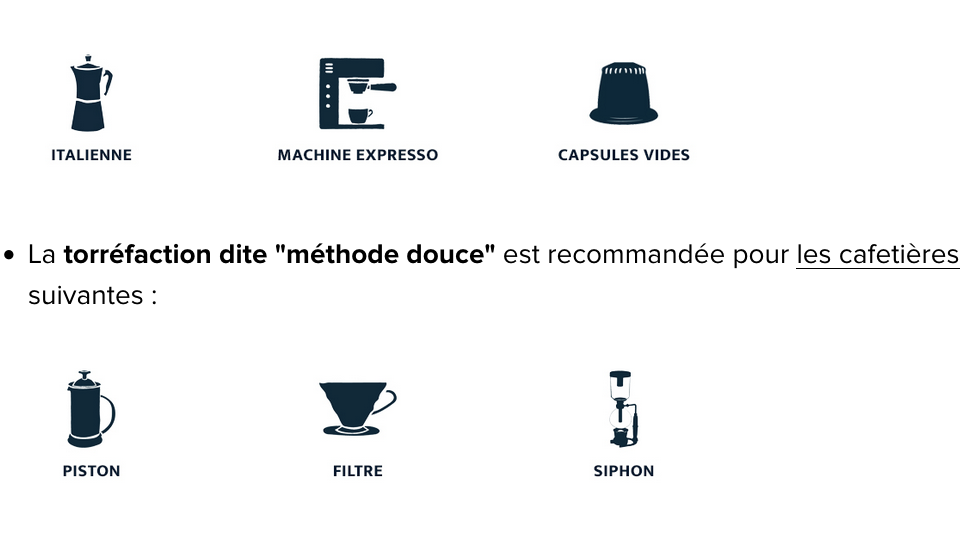 ITALIENNE MACHINE EXPRESSO CAPSULES VIDES
• La torréfaction dite "méthode douce" est recommandée pour les cafetières
suivantes :
PISTON FILTRE SIPHON